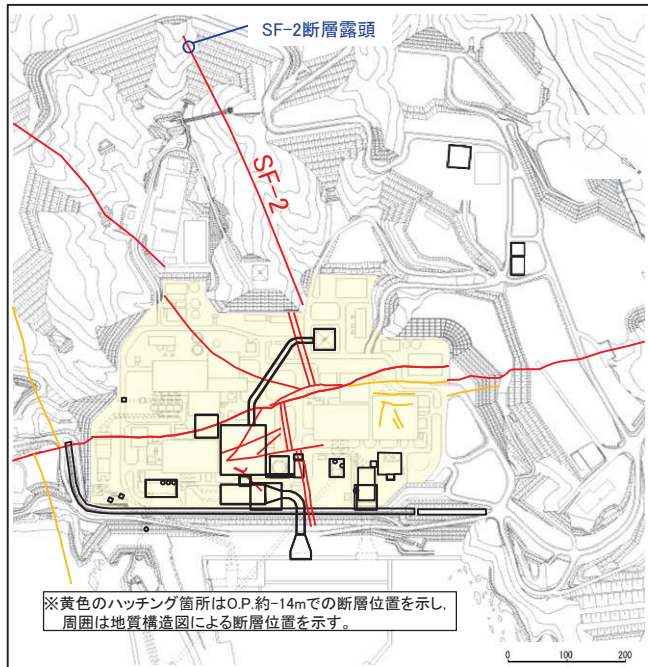 SF-2断層露頭
SF-2
※黄色のハッチング箇所はO.P.約-14mでの断層位置を示し,
周囲は地質構造図による断層位置を示す。
0 100 200